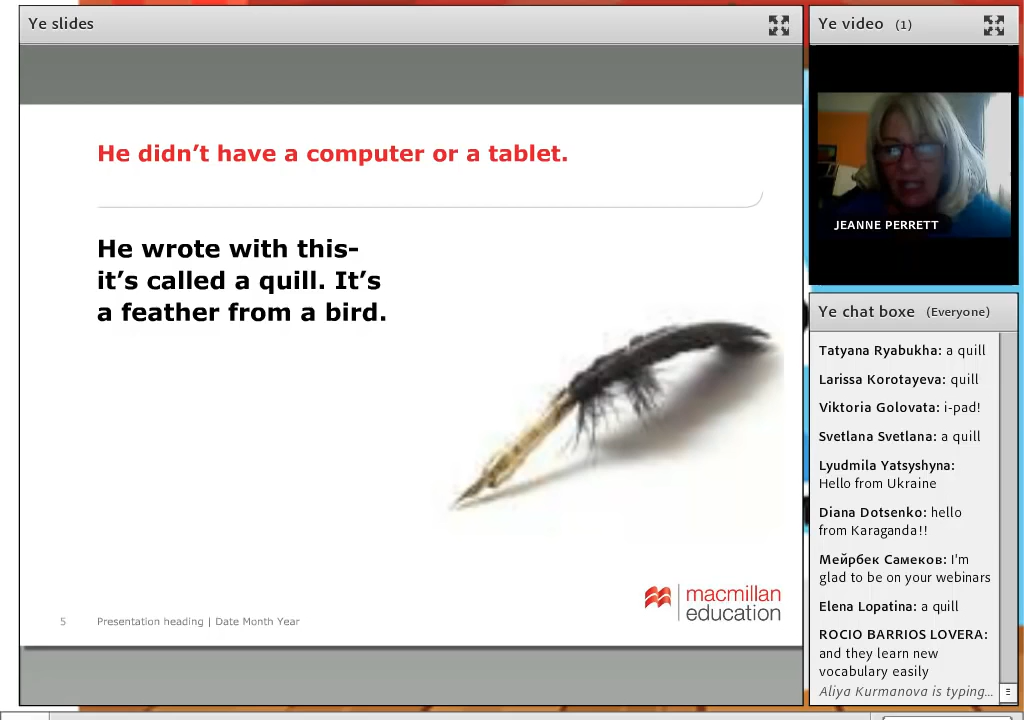 Ye slides
He didn't have a computer or a tablet.
He wrote with this-
it's called a quill. It's
a feather from a bird.
macmillan
education
5 Presentation heading | Date Month Year
Ye video (1)
JEANNE PERRETT
Ye chat boxe (Everyone)
Tatyana Ryabukha: a quill
Larissa Korotayeva: quill
Viktoria Golovata: i-pad!
Svetlana Svetlana: a quill
Lyudmila Yatsyshyna:
Hello from Ukraine
Diana Dotsenko: hello
from Karaganda!!
Мейрбек Самеков: I'm
glad to be on your webinars
Elena Lopatina: a quill
ROCIO BARRIOS LOVERA:
and they learn new
vocabulary easily
Aliya Kurmanova is typing...